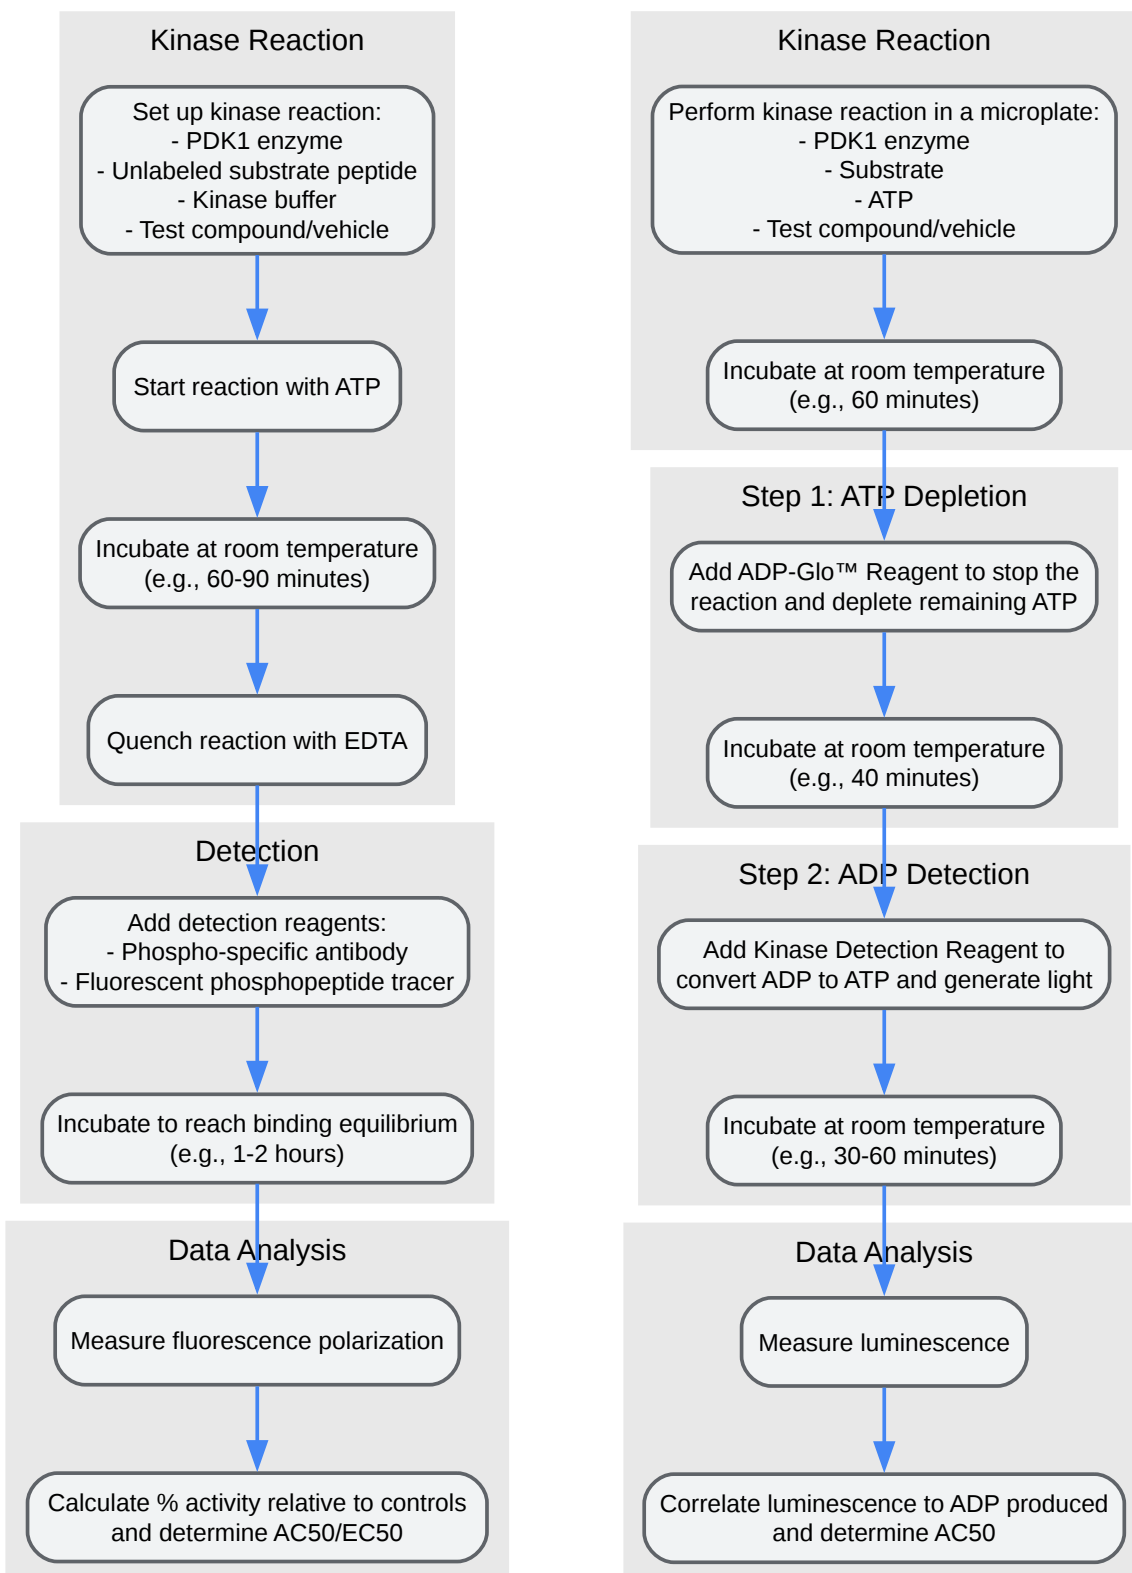 Kinase Reaction
Set up kinase reaction:
- PDK1 enzyme
- Unlabeled substrate peptide
- Kinase buffer
- Test compound/vehicle
Start reaction with ATP
Incubate at room temperature
(e.g., 60-90 minutes)
Quench reaction with EDTA
Detection
Add detection reagents:
- Phospho-specific antibody
- Fluorescent phosphopeptide tracer
Incubate to reach binding equilibrium
(e.g., 1-2 hours)
Data Analysis
Measure fluorescence polarization
Calculate % activity relative to controls
and determine AC50/EC50
Kinase Reaction
Perform kinase reaction in a microplate:
- PDK1 enzyme
- Substrate
- ATP
- Test compound/vehicle
Incubate at room temperature
(e.g., 60 minutes)
Step 1: ATP Depletion
Add ADP-Glo™ Reagent to stop the
reaction and deplete remaining ATP
Incubate at room temperature
(e.g., 40 minutes)
Step 2: ADP Detection
Add Kinase Detection Reagent to
convert ADP to ATP and generate light
Incubate at room temperature
(e.g., 30-60 minutes)
Data Analysis
Measure luminescence
Correlate luminescence to ADP produced
and determine AC50